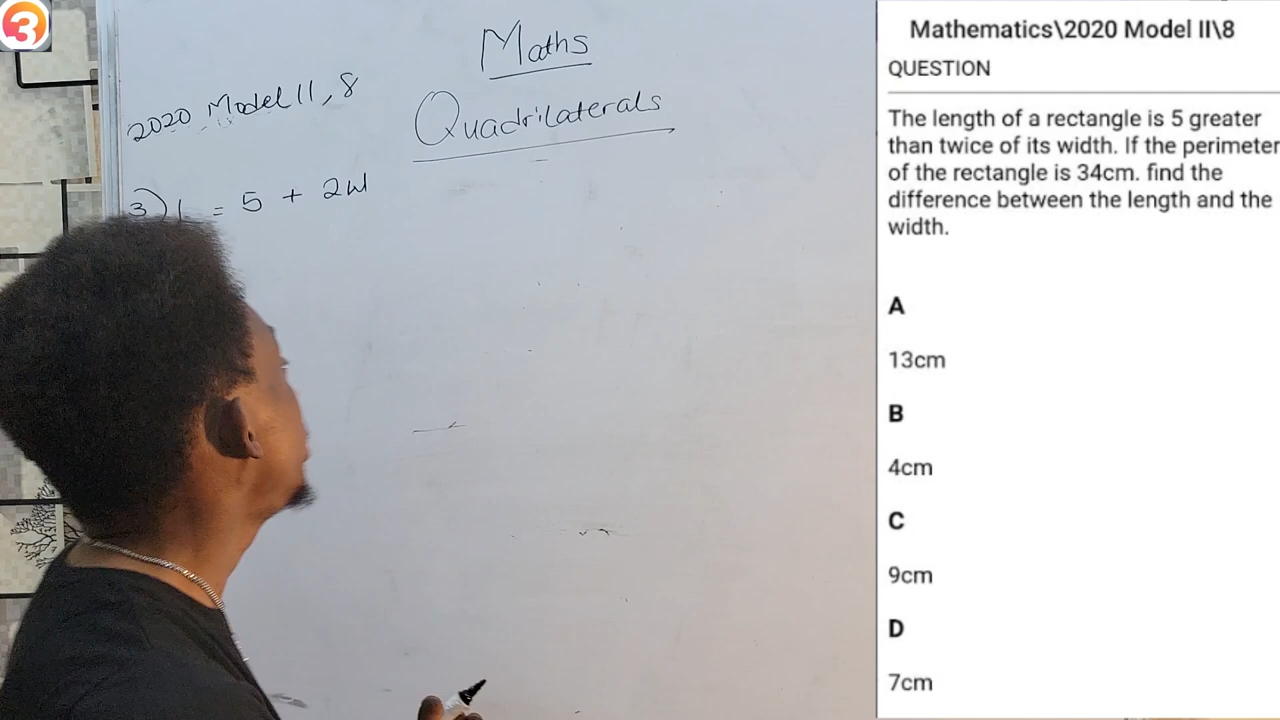 3
Maths
2020 Model II, 8
Quadrilaterals
3) L = 5 + 2W
Mathematics\2020 Model II\8
QUESTION
The length of a rectangle is 5 greater
than twice of its width. If the perimeter
of the rectangle is 34cm. find the
difference between the length and the
width.
A
13cm
B
4cm
C
9cm
D
7cm